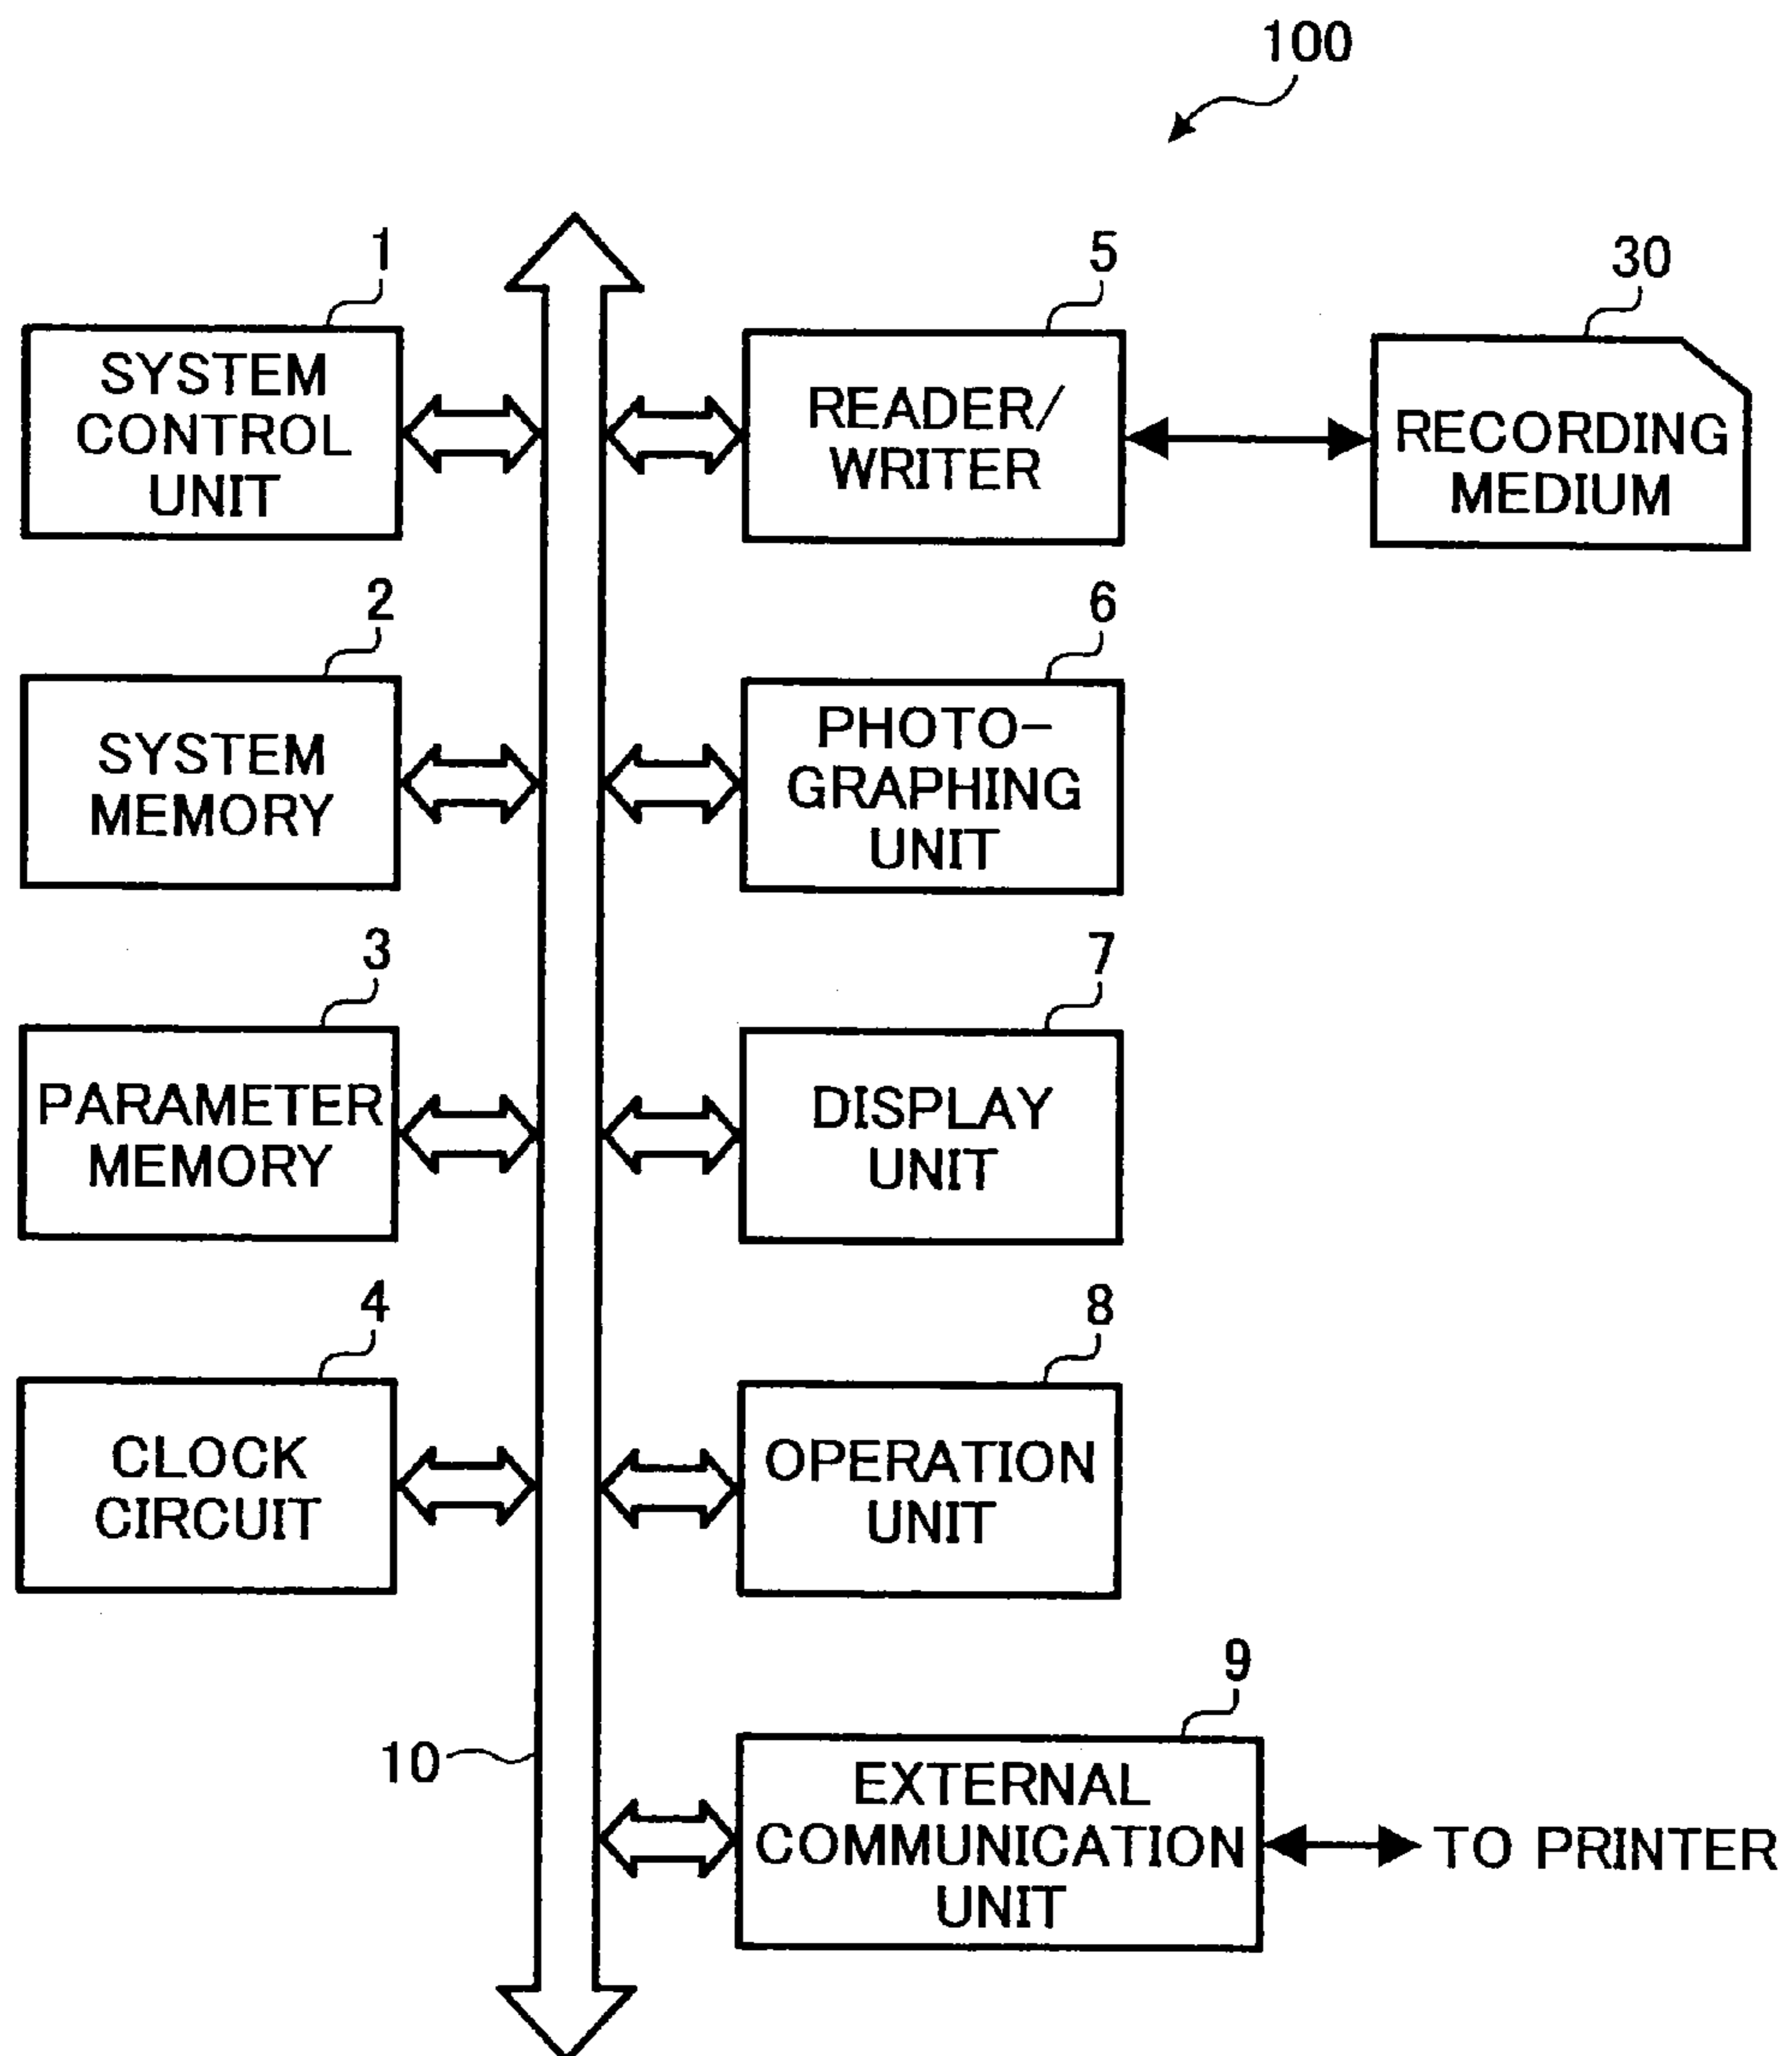 100
1
SYSTEM
CONTROL
UNIT
5
READER/
WRITER
30
RECORDING
MEDIUM
2
SYSTEM
MEMORY
6
PHOTO-
GRAPHING
UNIT
3
PARAMETER
MEMORY
7
DISPLAY
UNIT
4
CLOCK
CIRCUIT
8
OPERATION
UNIT
10
9
EXTERNAL
COMMUNICATION
UNIT
TO PRINTER